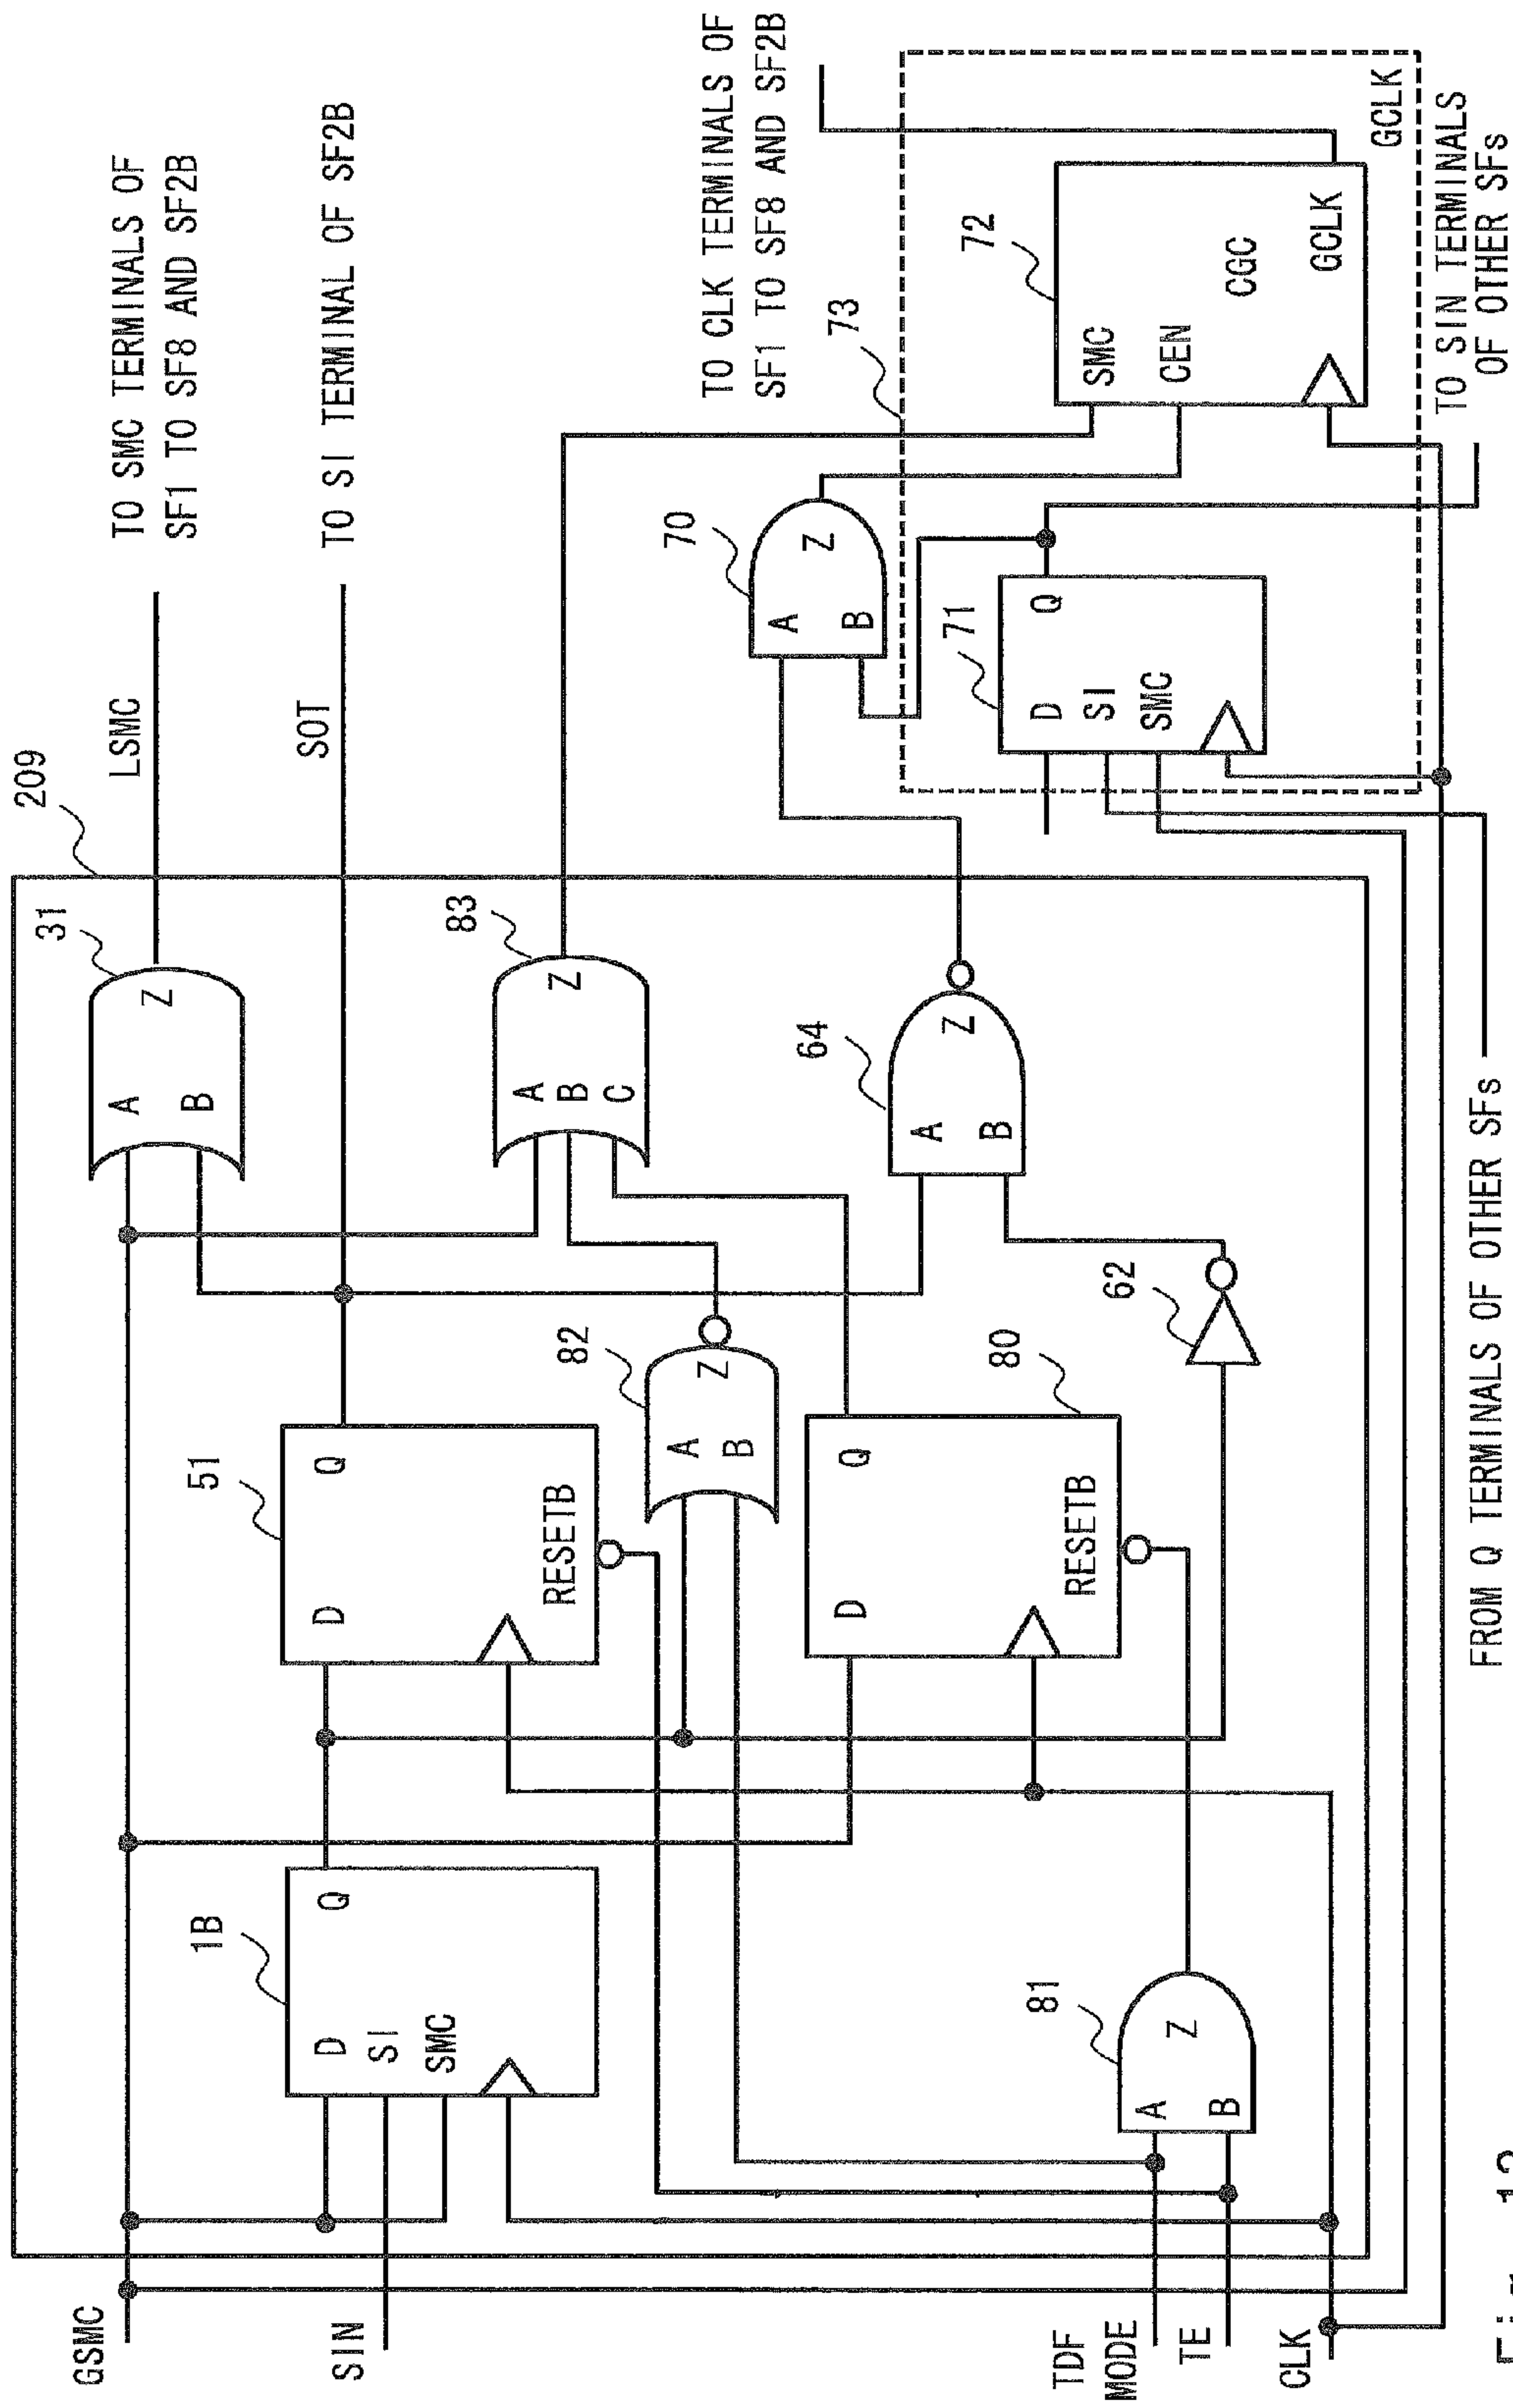 GSMC
SIN
TDF
MODE
TE
CLK
209
1B
D
SI
SMC
Q
51
D
Q
RESETB
31
A
B
Z
LSMC
TO SMC TERMINALS OF
SF1 TO SF8 AND SF2B
SOT
TO SI TERMINAL OF SF2B
82
A
B
Z
83
A
B
C
Z
80
D
Q
RESETB
81
A
B
Z
62
64
A
B
Z
70
A
B
Z
71
D
SI
SMC
Q
73
72
SMC
CEN
CGC
GCLK
TO CLK TERMINALS OF
SF1 TO SF8 AND SF2B
GCLK
TO SIN TERMINALS
OF OTHER SFs
FROM Q TERMINALS OF OTHER SFs